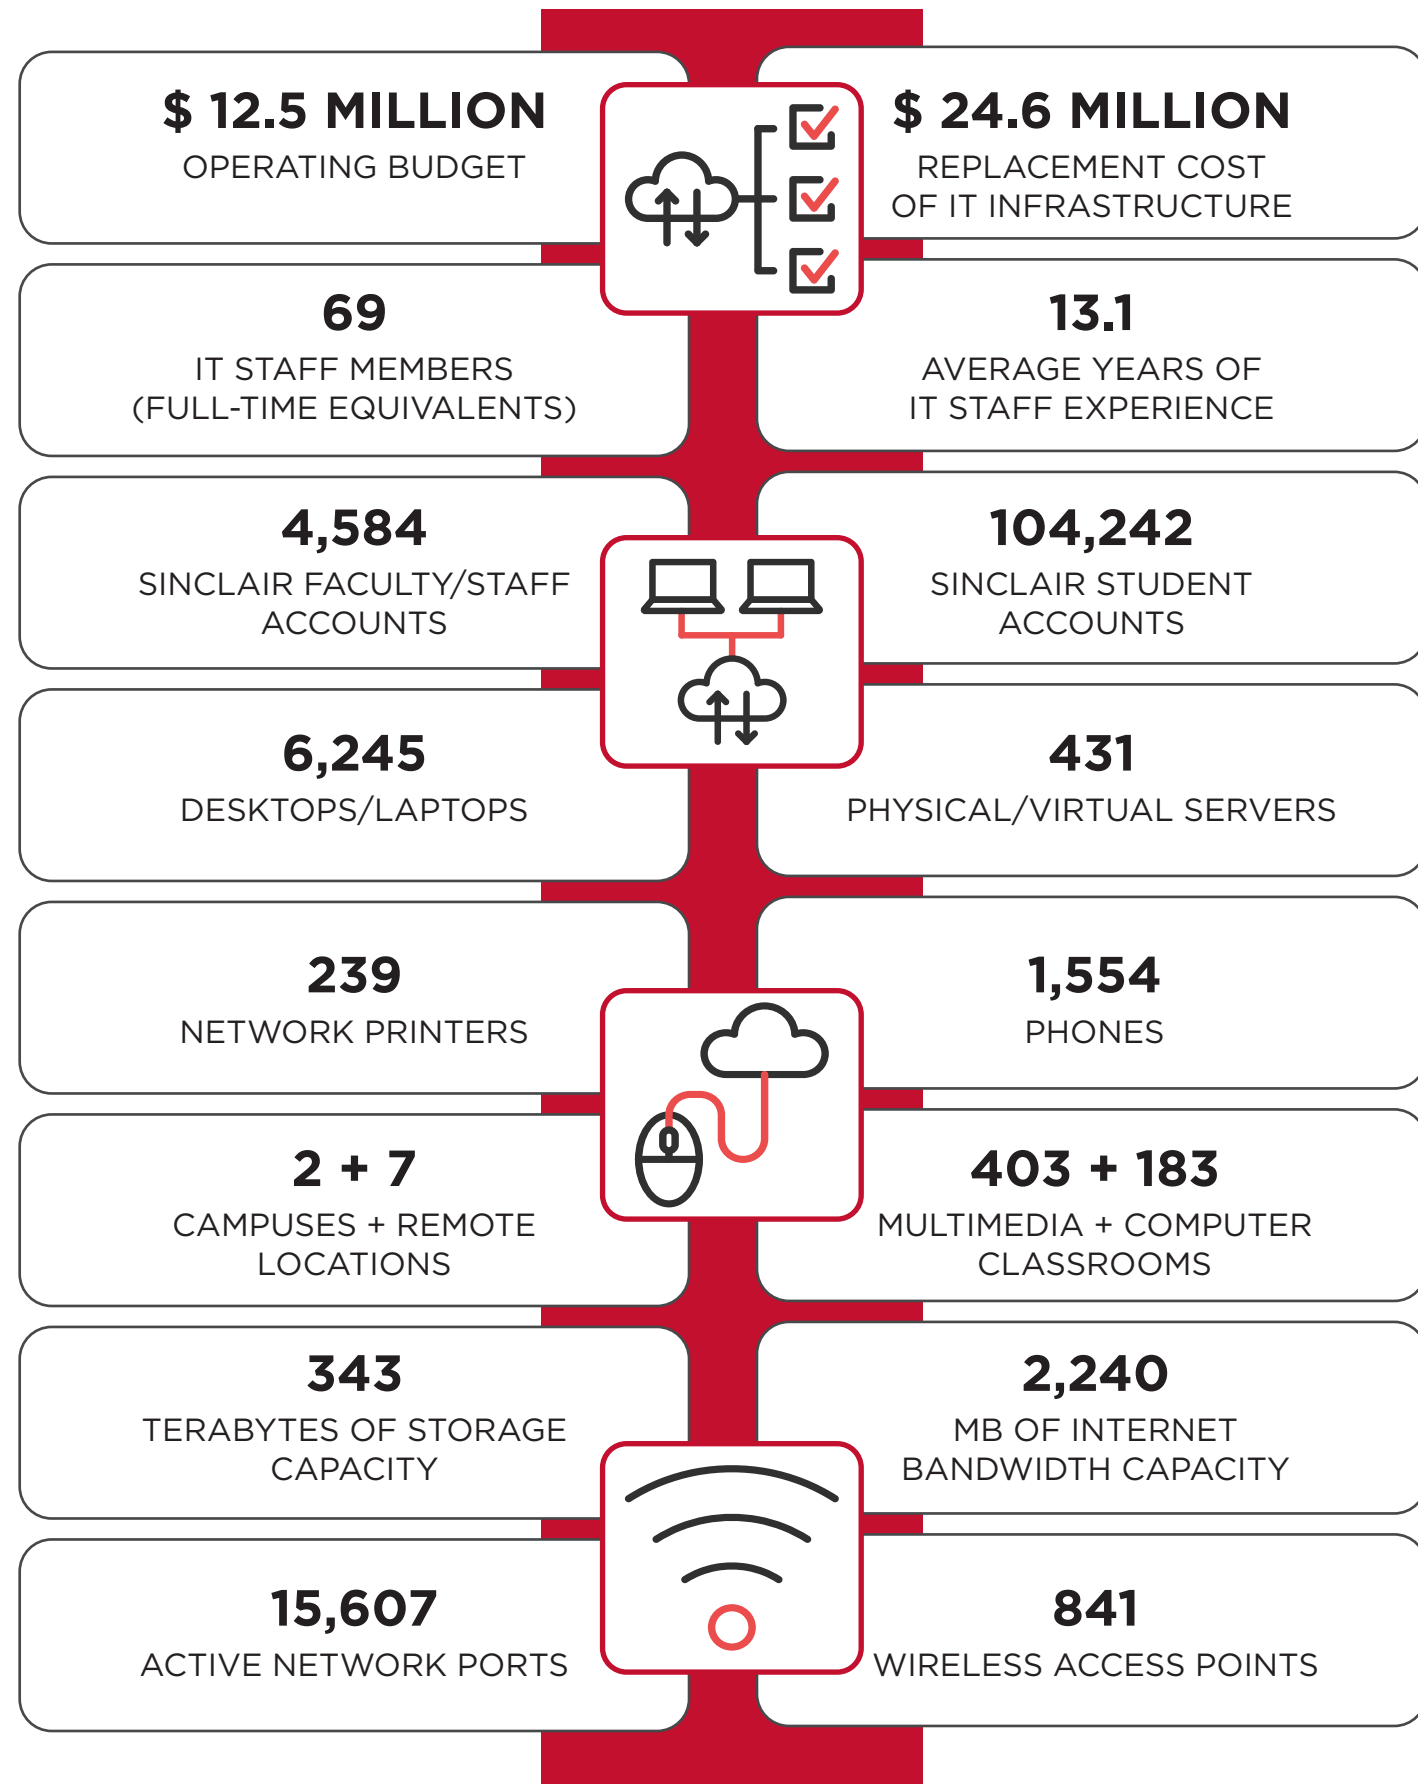 $ 12.5 MILLION
OPERATING BUDGET
$ 24.6 MILLION
REPLACEMENT COST
OF IT INFRASTRUCTURE
69
IT STAFF MEMBERS
(FULL-TIME EQUIVALENTS)
13.1
AVERAGE YEARS OF
IT STAFF EXPERIENCE
4,584
SINCLAIR FACULTY/STAFF
ACCOUNTS
104,242
SINCLAIR STUDENT
ACCOUNTS
6,245
DESKTOPS/LAPTOPS
431
PHYSICAL/VIRTUAL SERVERS
239
NETWORK PRINTERS
1,554
PHONES
2 + 7
CAMPUSES + REMOTE
LOCATIONS
403 + 183
MULTIMEDIA + COMPUTER
CLASSROOMS
343
TERABYTES OF STORAGE
CAPACITY
2,240
MB OF INTERNET
BANDWIDTH CAPACITY
15,607
ACTIVE NETWORK PORTS
841
WIRELESS ACCESS POINTS